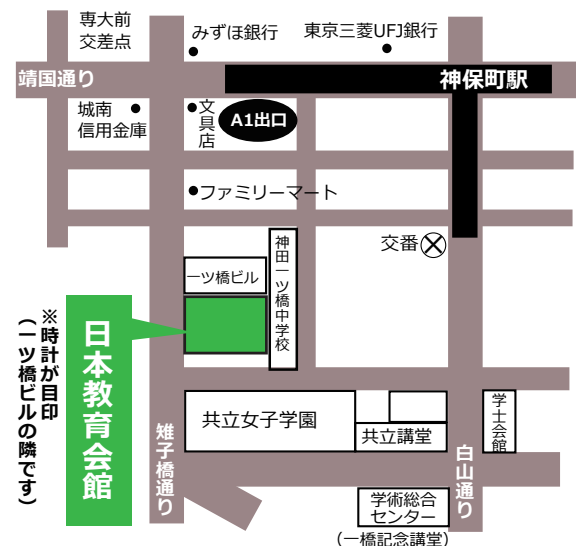 専大前
交差点
みずほ銀行
東京三菱UFJ銀行
靖国通り
神保町駅
城南
信用金庫
文具店
A1出口
ファミリーマート
交番
神田一ツ橋中学校
一ツ橋ビル
日本教育会館
※時計が目印
(一ツ橋ビルの隣です)
共立女子学園
共立講堂
学士会館
雉子橋通り
白山通り
学術総合
センター
(一橋記念講堂)